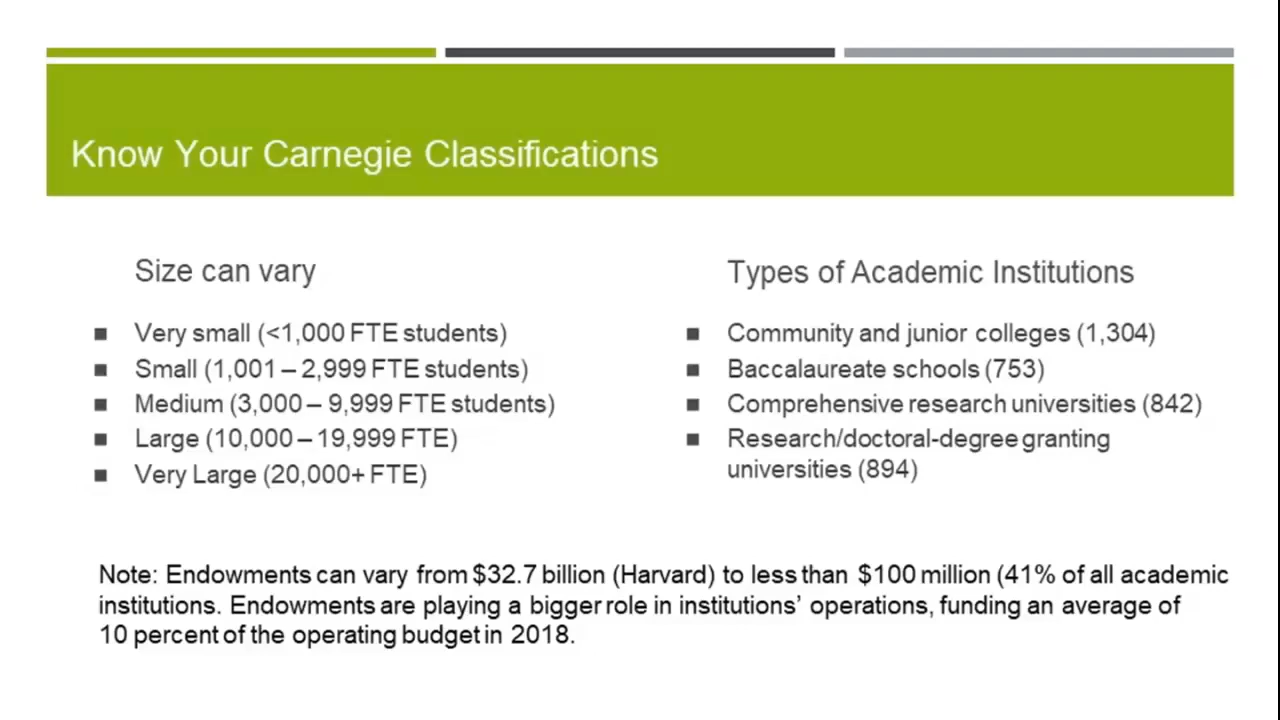 Know Your Carnegie Classifications
Size can vary
■ Very small (<1,000 FTE students)
■ Small (1,001 – 2,999 FTE students)
■ Medium (3,000 – 9,999 FTE students)
■ Large (10,000 – 19,999 FTE)
■ Very Large (20,000+ FTE)
Types of Academic Institutions
■ Community and junior colleges (1,304)
■ Baccalaureate schools (753)
■ Comprehensive research universities (842)
■ Research/doctoral-degree granting
universities (894)
Note: Endowments can vary from $32.7 billion (Harvard) to less than $100 million (41% of all academic
institutions. Endowments are playing a bigger role in institutions’ operations, funding an average of
10 percent of the operating budget in 2018.